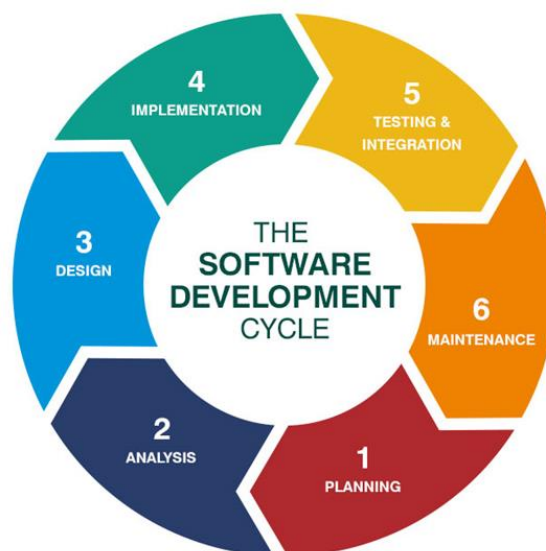 THE
SOFTWARE
DEVELOPMENT
CYCLE
1
PLANNING
2
ANALYSIS
3
DESIGN
4
IMPLEMENTATION
5
TESTING &
INTEGRATION
6
MAINTENANCE